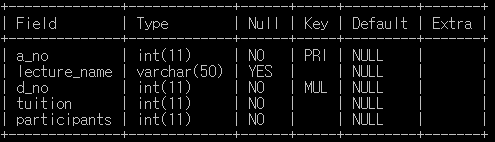 +--------------+-------------+------+-----+---------+-------+
| Field        | Type        | Null | Key | Default | Extra |
+--------------+-------------+------+-----+---------+-------+
| a_no         | int(11)     | NO   | PRI | NULL    |       |
| lecture_name | varchar(50) | YES  |     | NULL    |       |
| d_no         | int(11)     | NO   | MUL | NULL    |       |
| tuition      | int(11)     | NO   |     | NULL    |       |
| participants | int(11)     | NO   |     | NULL    |       |
+--------------+-------------+------+-----+---------+-------+